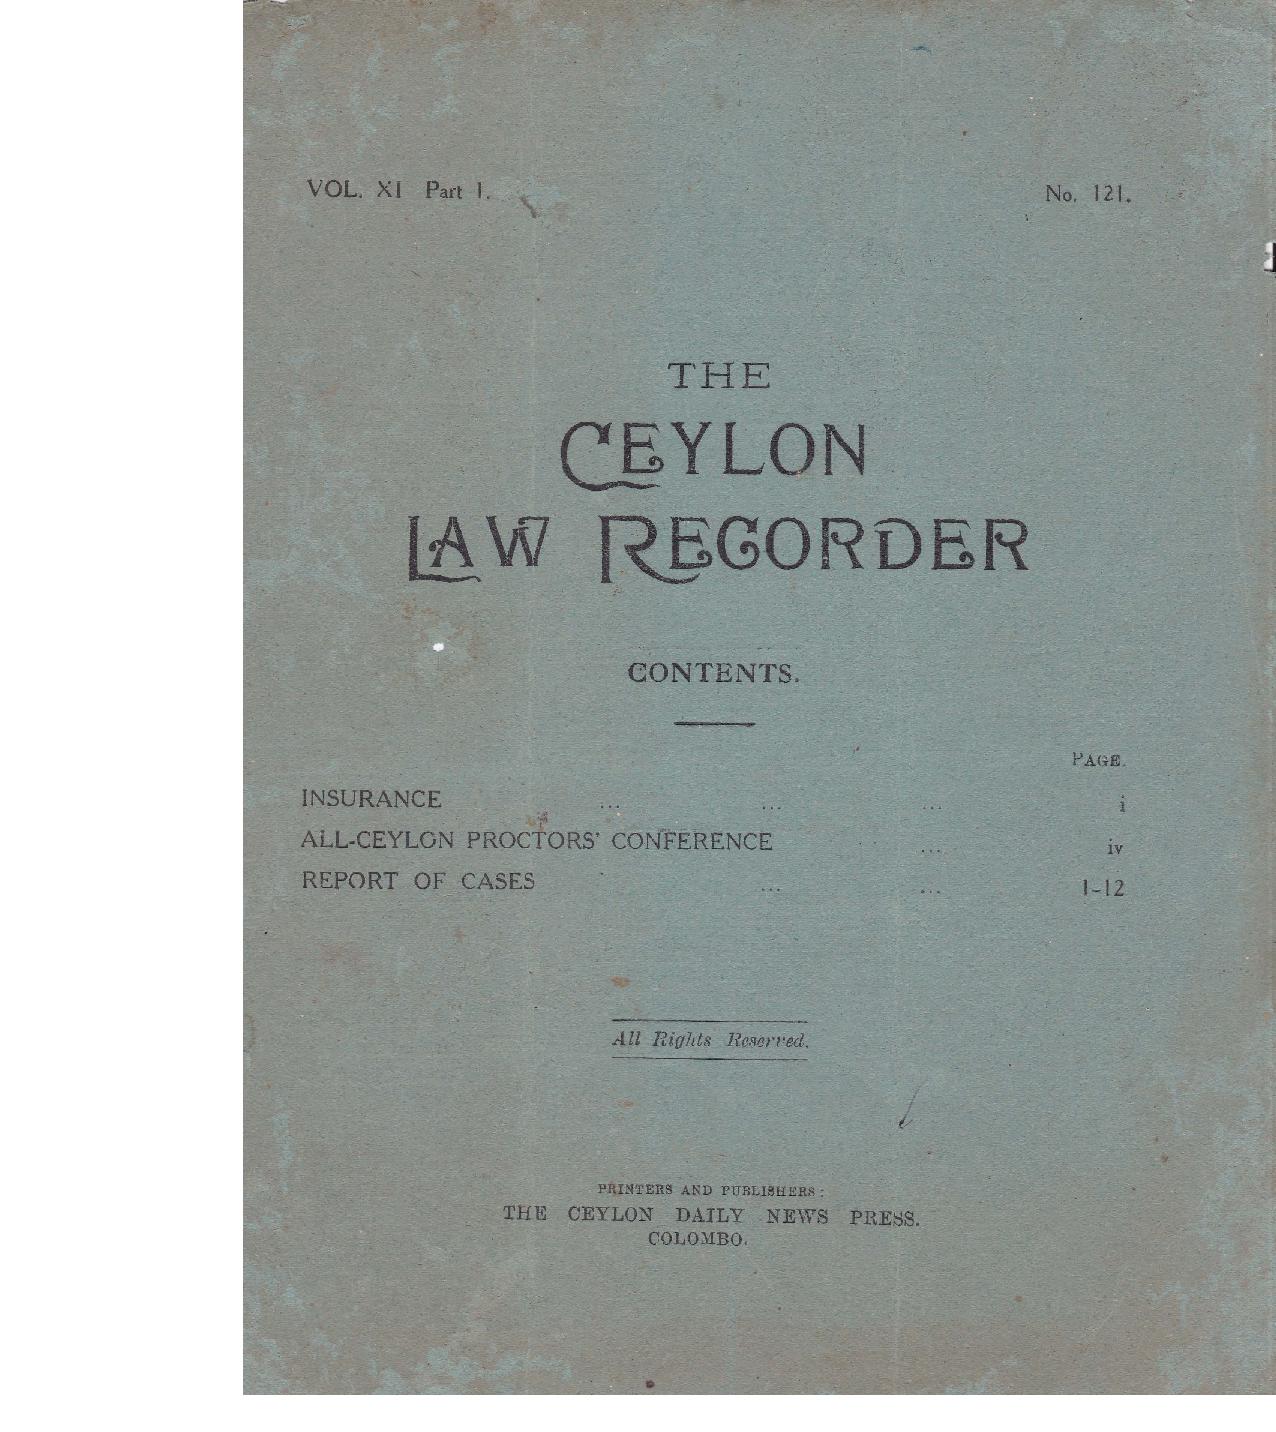 VOL. XI Part 1. No. 121.
THE
CEYLON
LAW RECORDER
CONTENTS.
PAGE.
INSURANCE ... ... ... i
ALL-CEYLON PROCTORS' CONFERENCE ... iv
REPORT OF CASES ... ... 1-12
All Rights Reserved.
PRINTERS AND PUBLISHERS:
THE CEYLON DAILY NEWS PRESS.
COLOMBO.